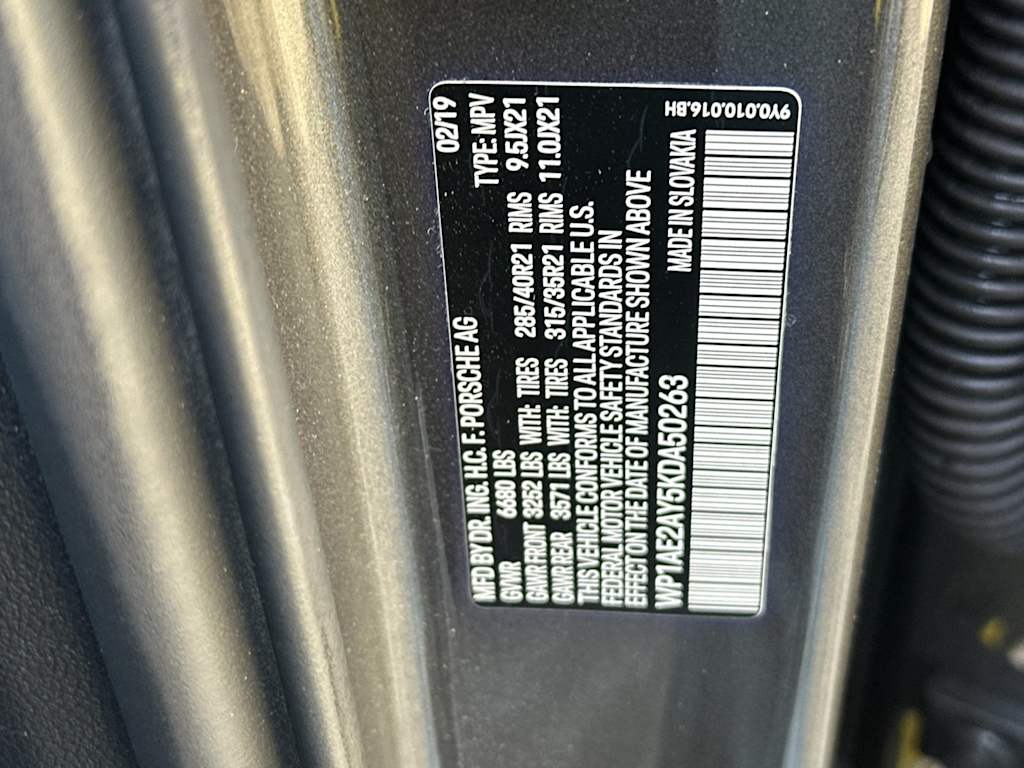 02/19
MFD BY DR. ING. H.C. F. PORSCHE AG TYPE: MPV
GVWR 6680 LBS
GAWR FRONT 3252 LBS WITH: TIRES 285/40R21 RIMS 9.5JX21
GAWR REAR 3571 LBS WITH: TIRES 315/35R21 RIMS 11.0JX21
THIS VEHICLE CONFORMS TO ALL APPLICABLE U.S.
FEDERAL MOTOR VEHICLE SAFETY STANDARDS IN
EFFECT ON THE DATE OF MANUFACTURE SHOWN ABOVE
WP1AE2AY5KDA50263 MADE IN SLOVAKIA
9Y0.010.016.BH